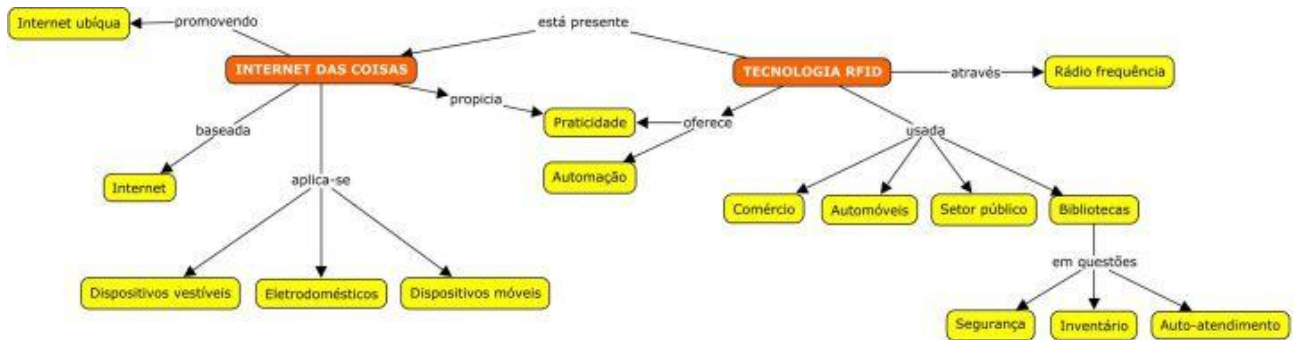 Internet ubíqua
promovendo
está presente
INTERNET DAS COISAS
TECNOLOGIA RFID
através
Rádio frequência
propicia
baseada
Praticidade
oferece
usada
Internet
aplica-se
Automação
Comércio
Automóveis
Setor público
Bibliotecas
em questões
Dispositivos vestíveis
Eletrodomésticos
Dispositivos móveis
Segurança
Inventário
Auto-atendimento